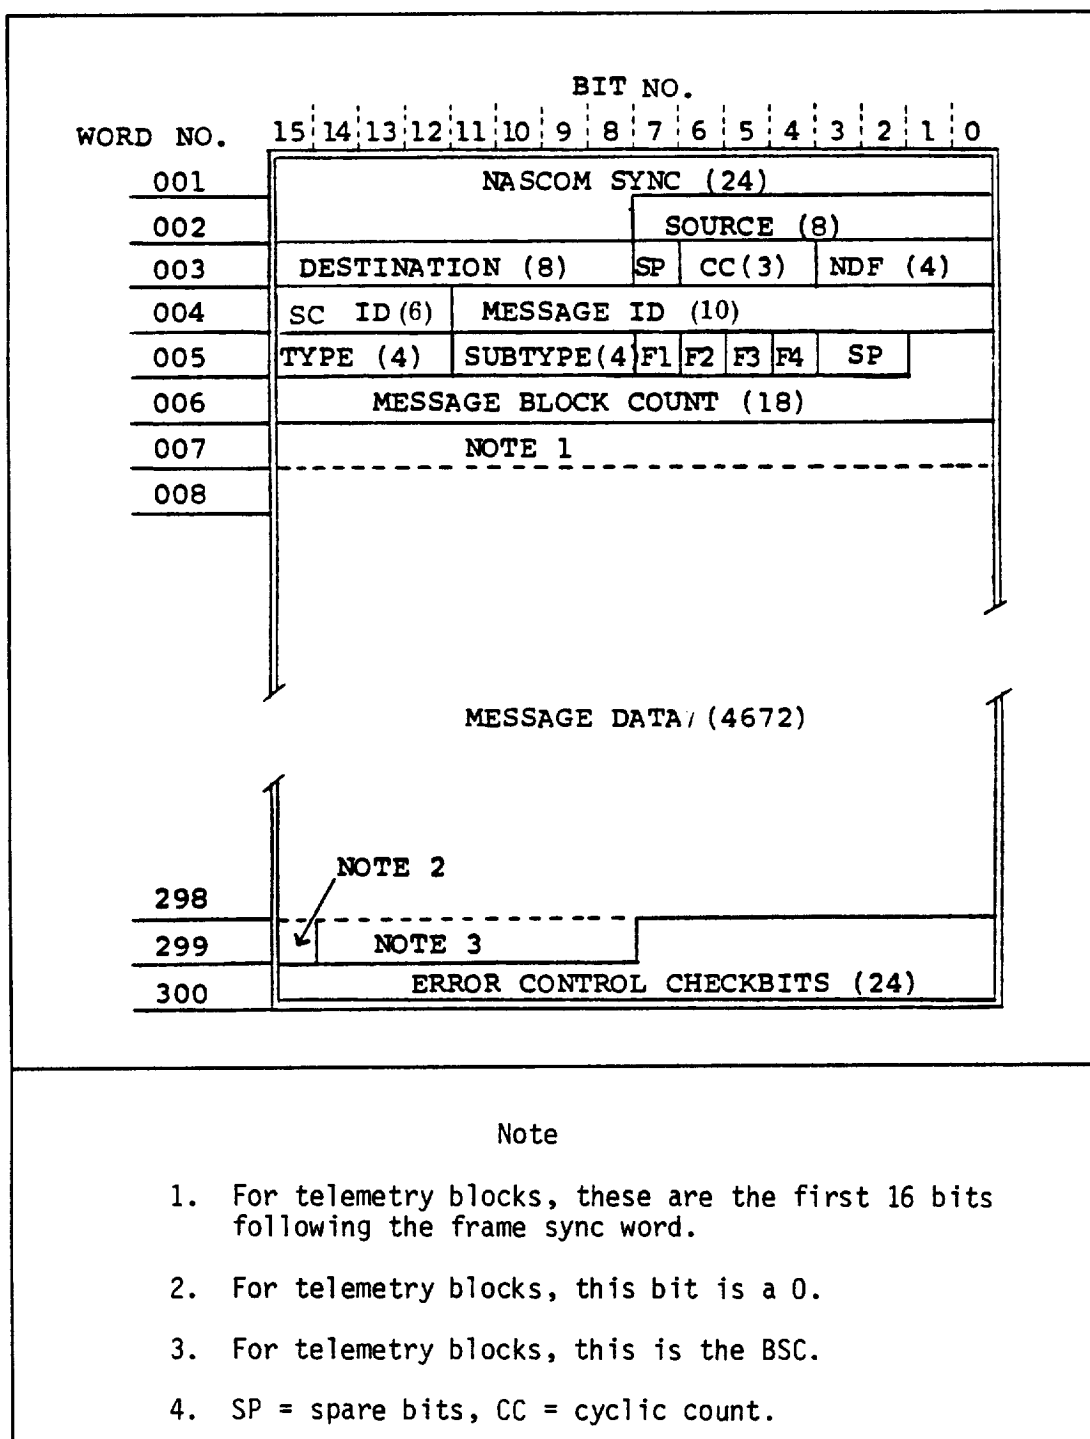 BIT NO.
WORD NO. 15 14 13 12 11 10 9 8 7 6 5 4 3 2 1 0
001 NASCOM SYNC (24)
002 SOURCE (8)
003 DESTINATION (8) SP CC(3) NDF (4)
004 SC ID (6) MESSAGE ID (10)
005 TYPE (4) SUBTYPE(4) F1 F2 F3 F4 SP
006 MESSAGE BLOCK COUNT (18)
007 NOTE 1
008
MESSAGE DATA (4672)
NOTE 2
298
299 NOTE 3
300 ERROR CONTROL CHECKBITS (24)
Note
1. For telemetry blocks, these are the first 16 bits
following the frame sync word.
2. For telemetry blocks, this bit is a 0.
3. For telemetry blocks, this is the BSC.
4. SP = spare bits, CC = cyclic count.